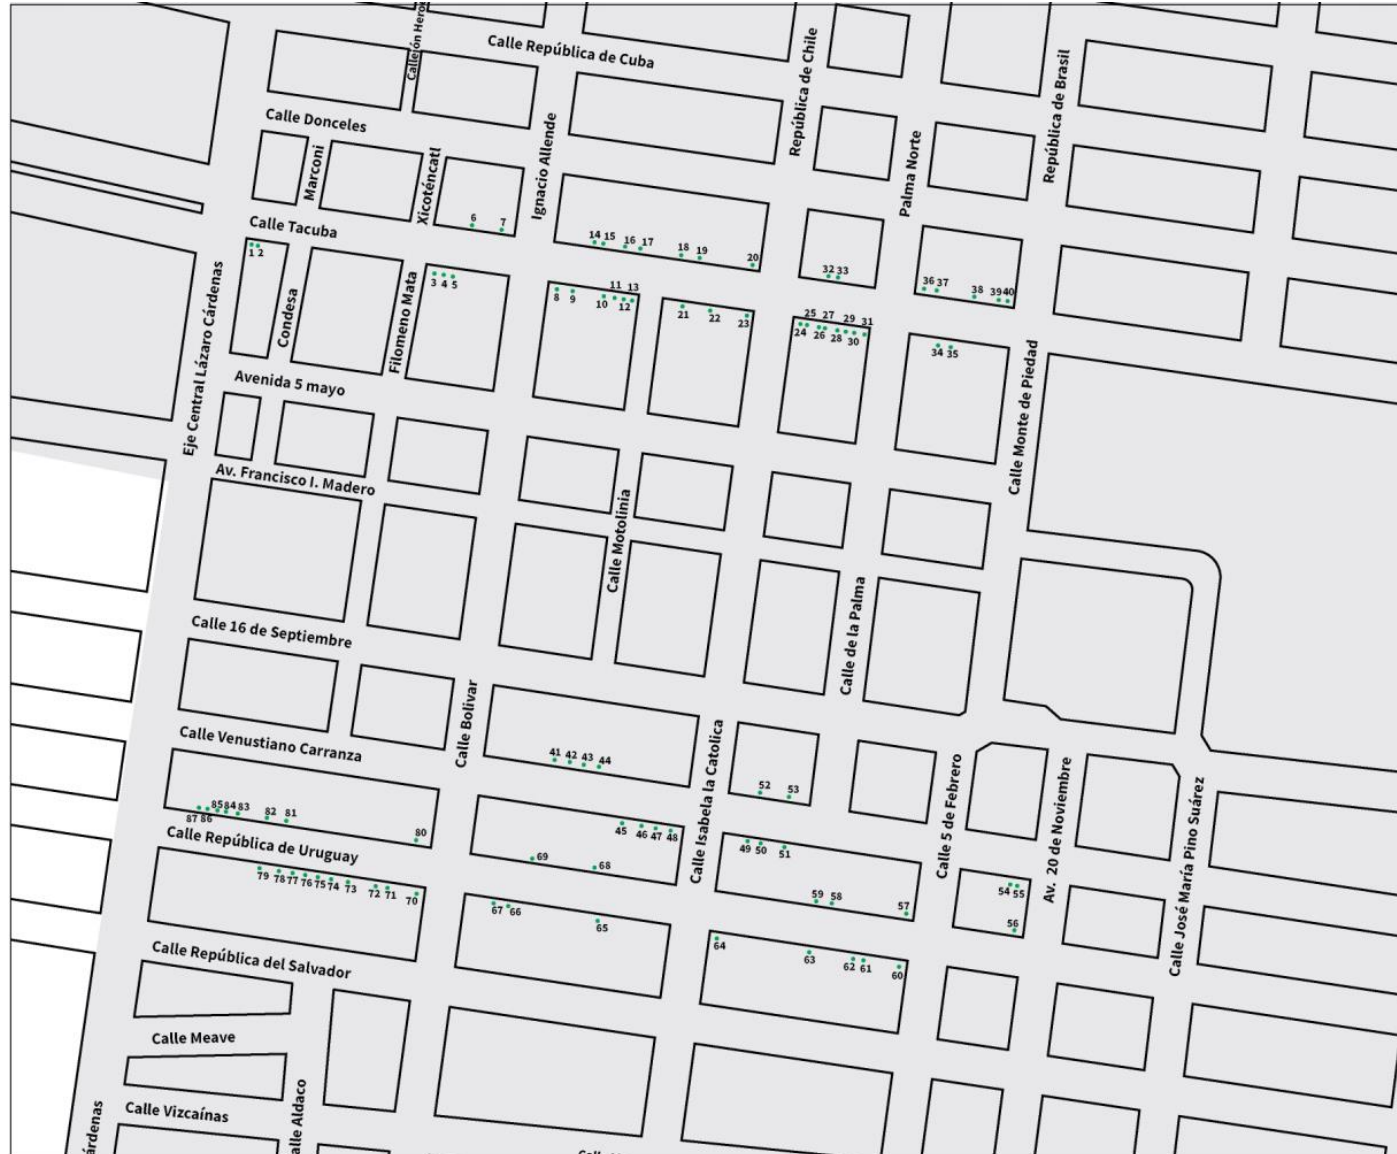 Callejón Heros
Calle República de Cuba
República de Chile
República de Brasil
Calle Donceles
Marconi
Xicoténcatl
Ignacio Allende
Palma Norte
Calle Tacuba
6 7
14 15 16 17 18 19 20
32 33
36 37 38 39 40
1 2
3 4 5
8 9 10 11 12 13
21 22 23
24 25 26 27 28 29 30 31
34 35
Eje Central Lázaro Cárdenas
Condesa
Filomeno Mata
Avenida 5 mayo
Calle Monte de Piedad
Av. Francisco I. Madero
Calle Motolinia
Calle de la Palma
Calle 16 de Septiembre
Calle Bolivar
Calle Isabela la Catolica
41 42 43 44
52 53
Calle 5 de Febrero
Av. 20 de Noviembre
Calle José María Pino Suárez
Calle Venustiano Carranza
87 86 85 84 83 82 81 80
45 46 47 48
49 50 51
69 68
59 58 57
54 55
56
Calle República de Uruguay
79 78 77 76 75 74 73 72 71 70
67 66 65
64 63 62 61 60
Calle República del Salvador
Calle Meave
Calle Vizcaínas
alle Aldaco
árdenas